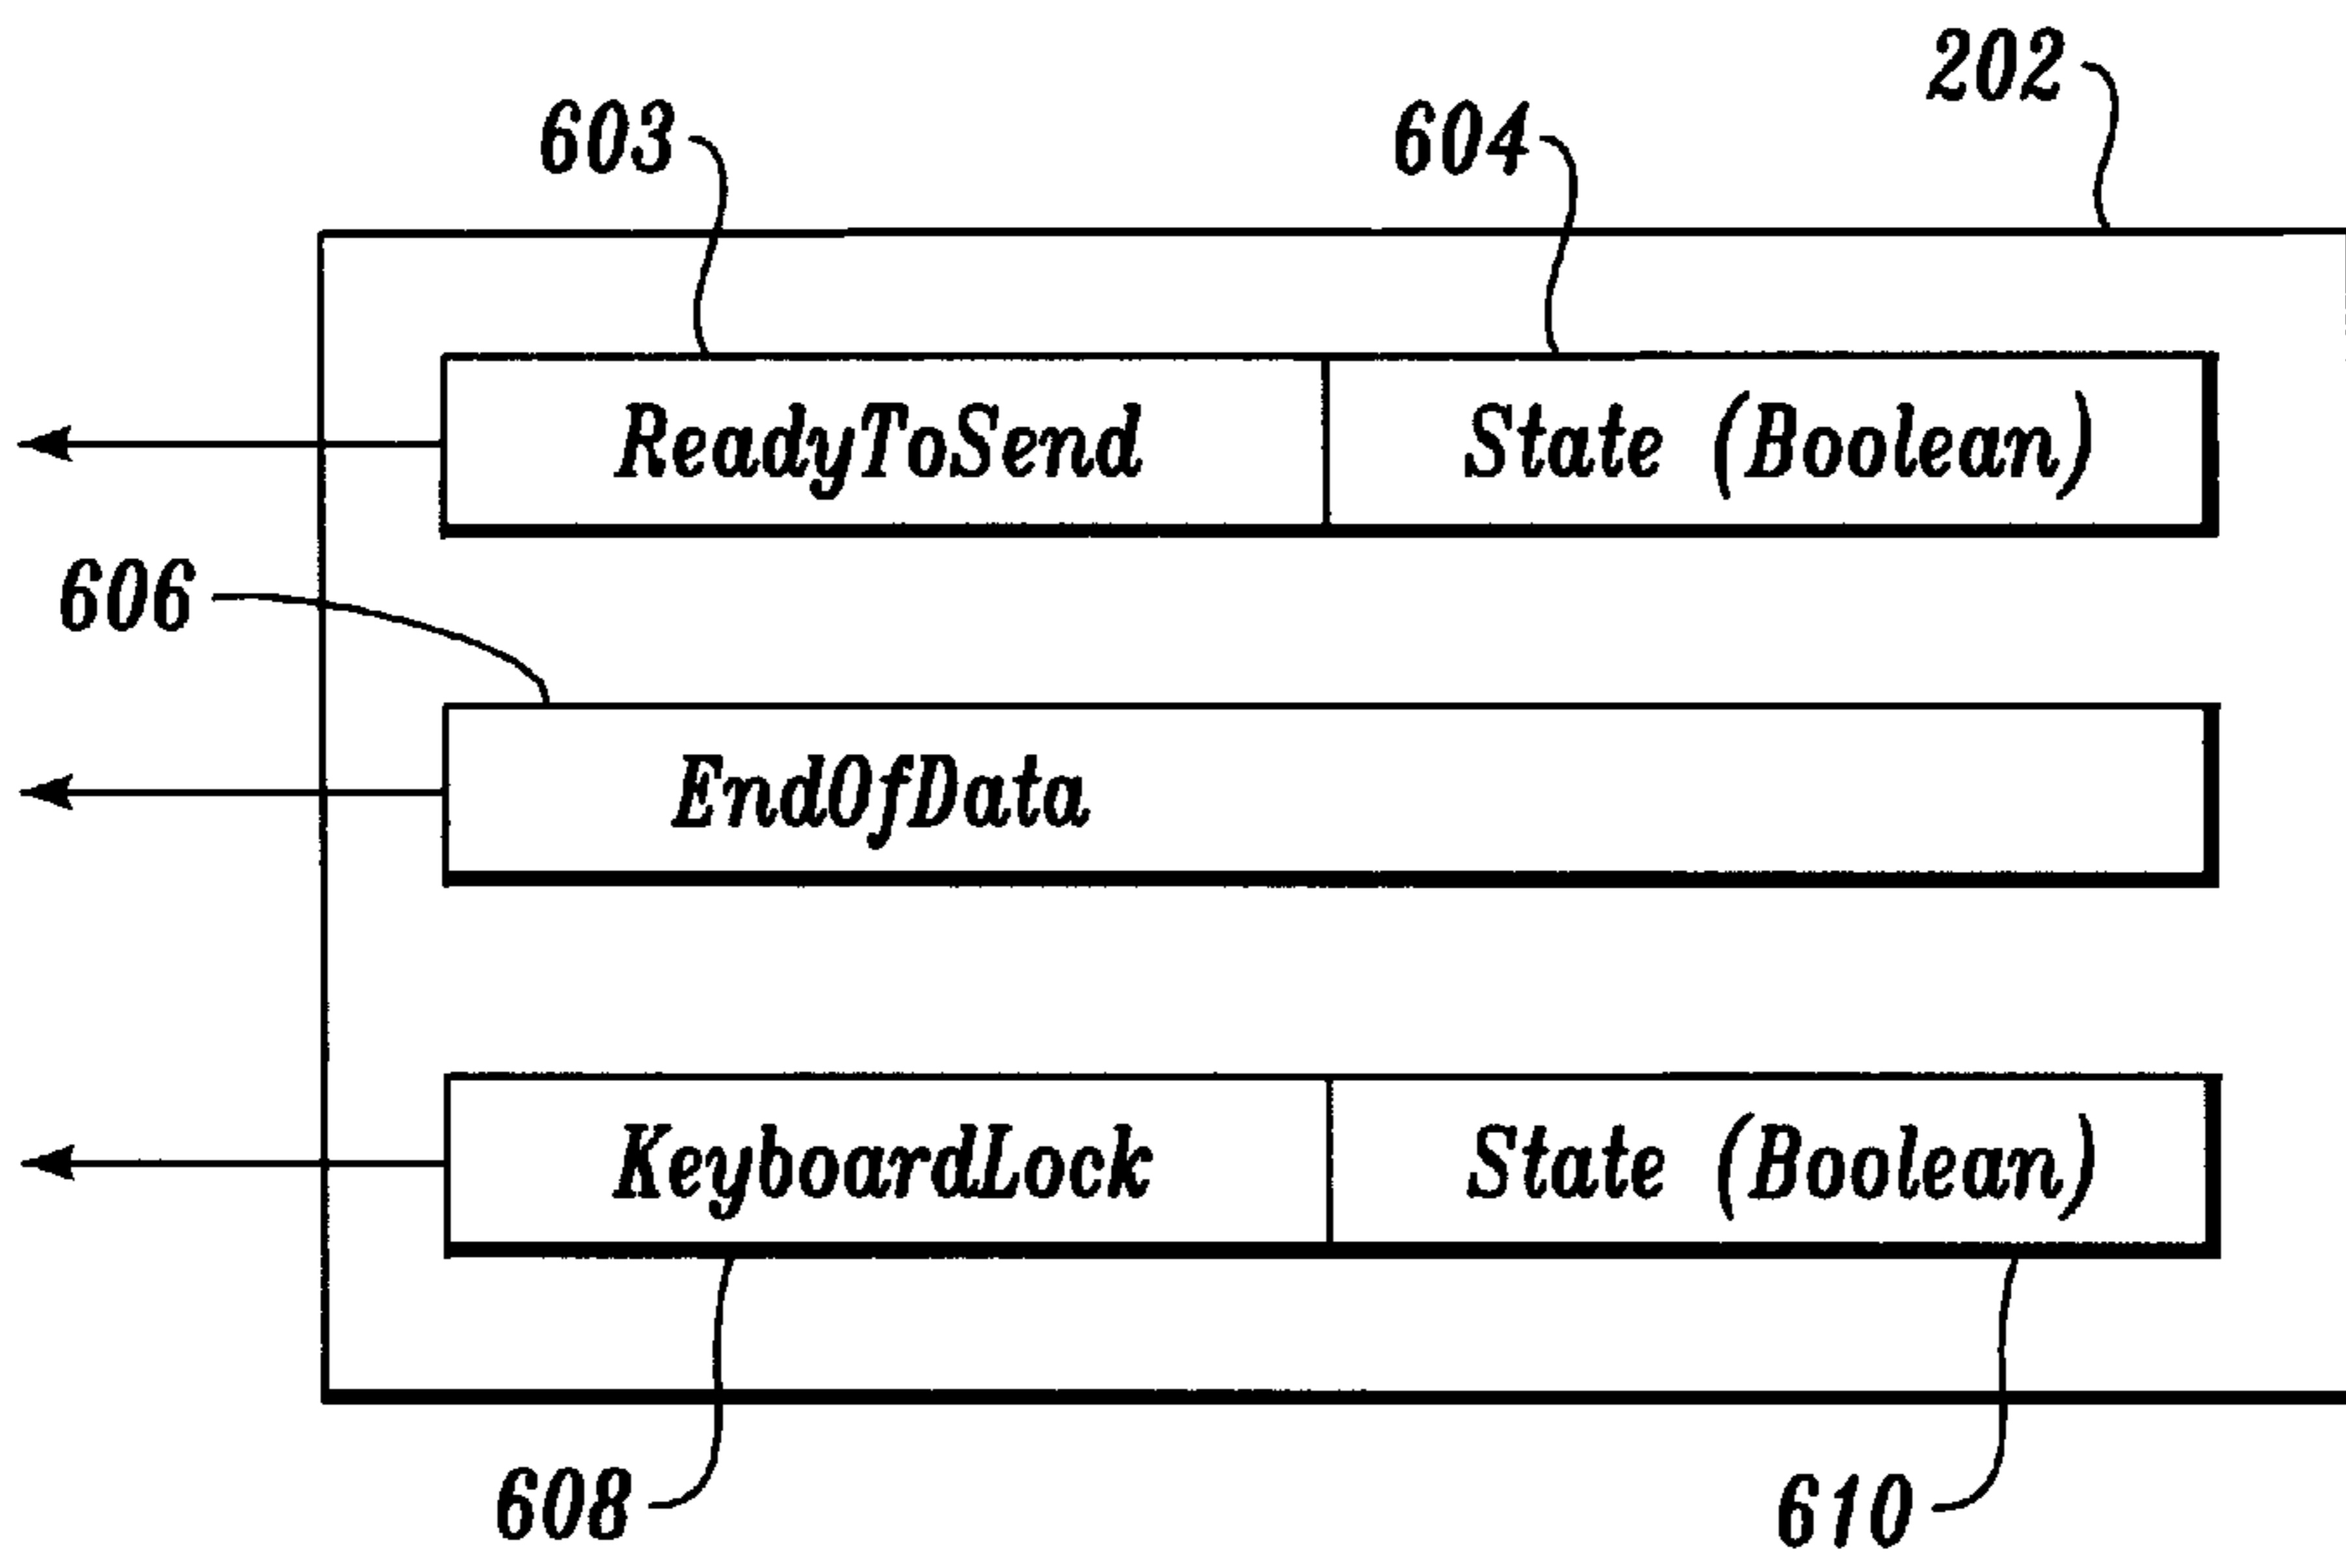 202
603
604
ReadyToSend
State (Boolean)
606
EndOfData
KeyboardLock
State (Boolean)
608
610